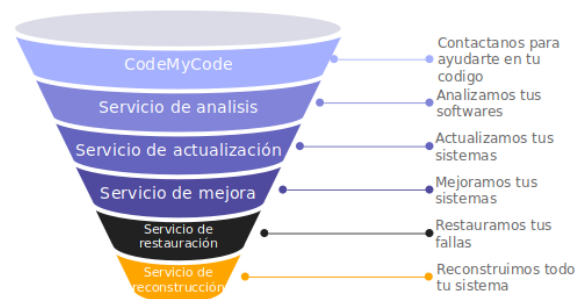 CodeMyCode
Contactanos para
ayudarte en tu
codigo
Servicio de analisis
Analizamos tus
softwares
Servicio de actualización
Actualizamos tus
sistemas
Servicio de mejora
Mejoramos tus
sistemas
Servicio de
restauración
Restauramos tus
fallas
Servicio de
reconstrucción
Reconstruimos todo
tu sistema